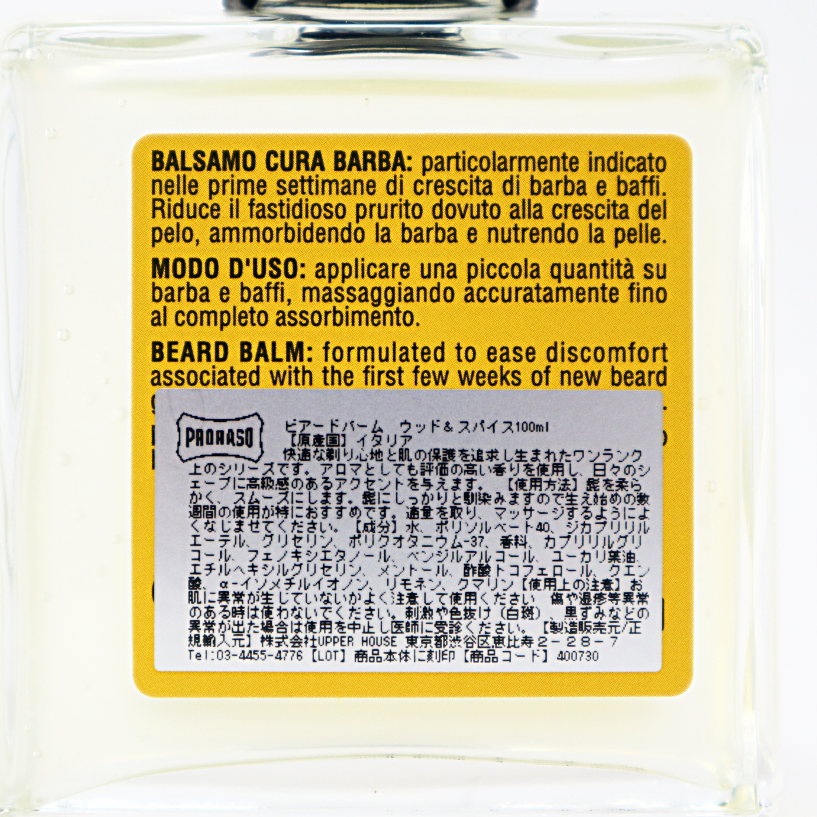 BALSAMO CURA BARBA: particolarmente indicato
nelle prime settimane di crescita di barba e baffi.
Riduce il fastidioso prurito dovuto alla crescita del
pelo, ammorbidendo la barba e nutrendo la pelle.
MODO D'USO: applicare una piccola quantità su
barba e baffi, massaggiando accuratamente fino
al completo assorbimento.
BEARD BALM: formulated to ease discomfort
associated with the first few weeks of new beard
PRORASO
ビアードバーム ウッド&スパイス100ml
【原産国】イタリア
快適な剃り心地と肌の保護を追求し生まれたワンランク
上のシリーズです。アロマとしても評価の高い香りを使用し、日々のシ
ェーブに高級感のあるアクセントを与えます。 【使用方法】髭を柔ら
かく、スムーズにします。髭にしっかりと馴染みますので生え始めの数
週間の使用が特におすすめです。適量を取り、マッサージするようによ
くなじませてください。【成分】水、ポリソルベート40、ジカプリリル
エーテル、グリセリン、ポリクオタニウム-37、香料、カプリリルグリ
コール、フェノキシエタノール、ベンジルアルコール、ユーカリ葉油、
エチルヘキシルグリセリン、メントール、酢酸トコフェロール、クエン
酸、α-イソメチルイオノン、リモネン、クマリン【使用上の注意】お
肌に異常が生じていないかよく注意して使用ください。傷や湿疹等異常
のある時は使わないでください。刺激や色抜け(白斑)、黒ずみなどの
異常が出た場合は使用を中止し医師に受診ください。【製造販売元/正
規輸入元】株式会社UPPER HOUSE 東京都渋谷区恵比寿2-28-7
Tel:03-4455-4776【LOT】商品本体に刻印【商品コード】400730